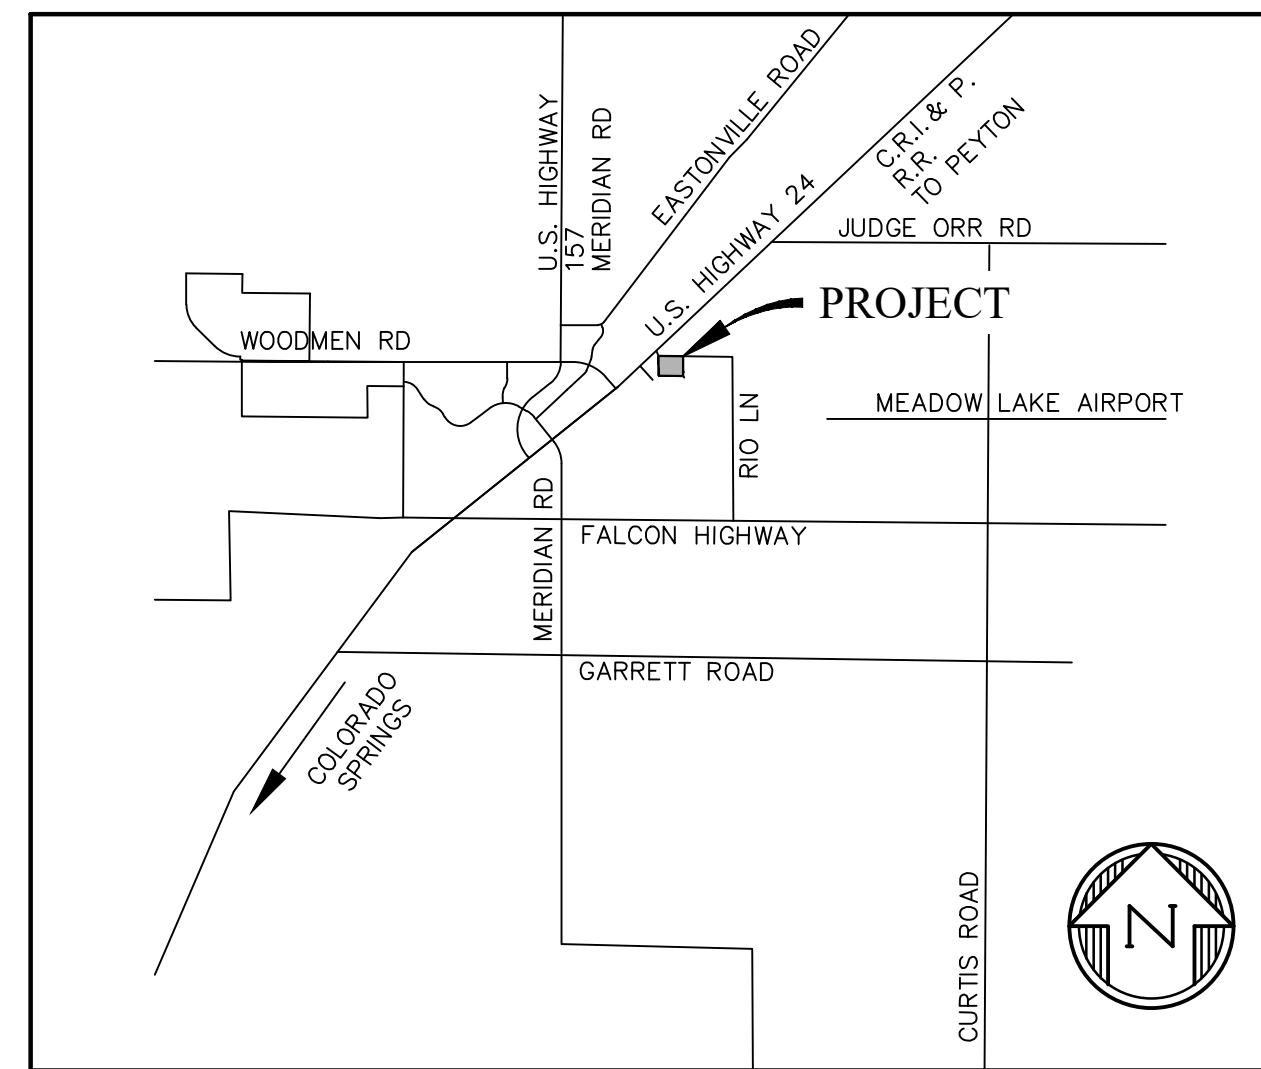 U.S. HIGHWAY
157
MERIDIAN RD
EASTONVILLE ROAD
U.S. HIGHWAY 24
C.R.I. & P.
R.R.
TO PEYTON
JUDGE ORR RD
PROJECT
WOODMEN RD
MEADOW LAKE AIRPORT
RIO LN
MERIDIAN RD
FALCON HIGHWAY
GARRETT ROAD
COLORADO
SPRINGS
CURTIS ROAD
N